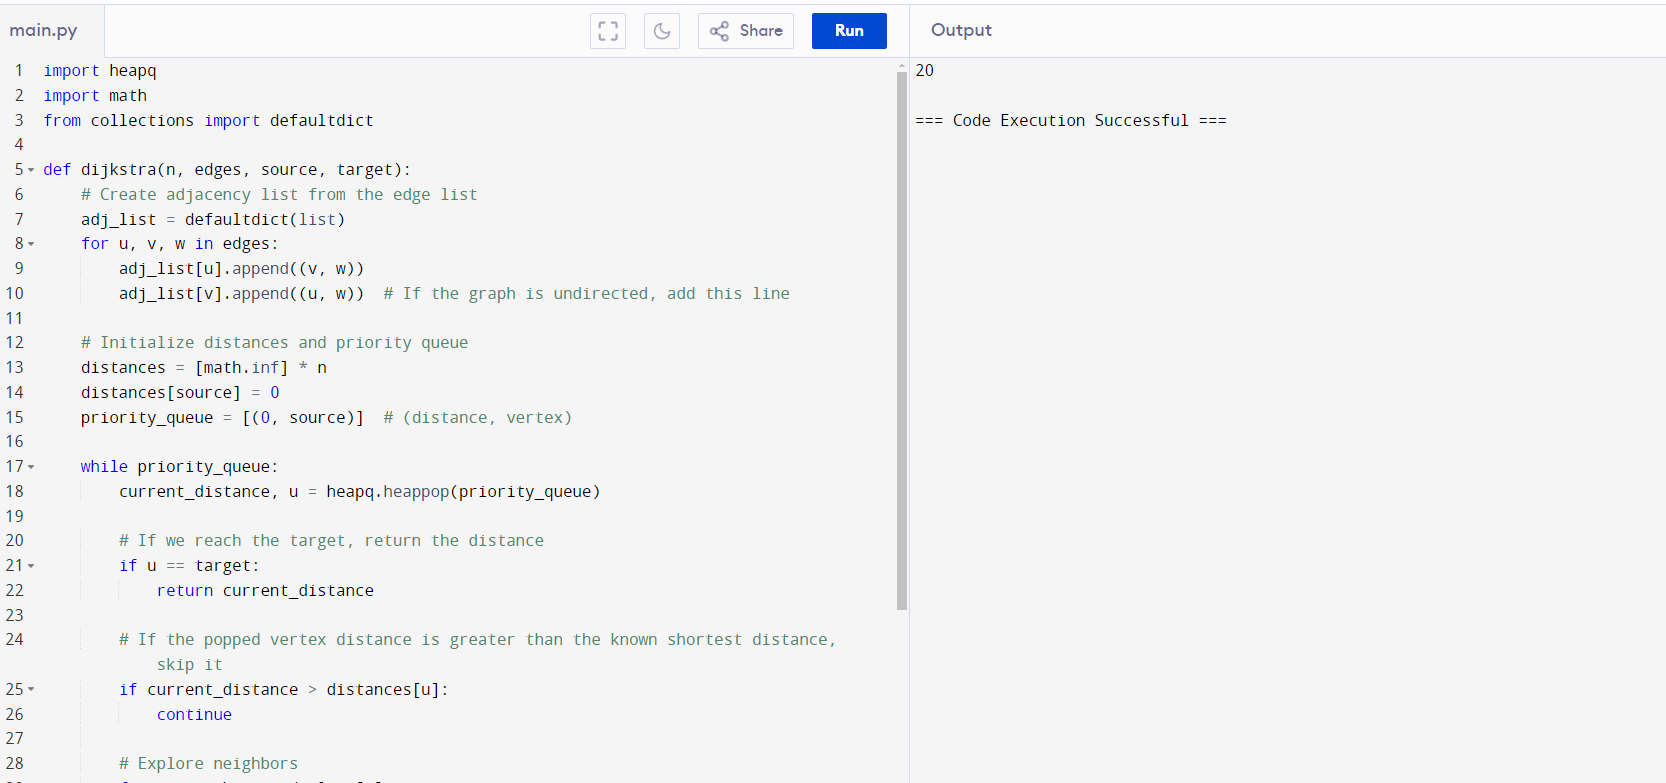 main.py
Share
Run
Output
1 import heapq
2 import math
3 from collections import defaultdict
4
5 def dijkstra(n, edges, source, target):
6     # Create adjacency list from the edge list
7     adj_list = defaultdict(list)
8     for u, v, w in edges:
9         adj_list[u].append((v, w))
10         adj_list[v].append((u, w))  # If the graph is undirected, add this line
11
12     # Initialize distances and priority queue
13     distances = [math.inf] * n
14     distances[source] = 0
15     priority_queue = [(0, source)]  # (distance, vertex)
16
17     while priority_queue:
18         current_distance, u = heapq.heappop(priority_queue)
19
20         # If we reach the target, return the distance
21         if u == target:
22             return current_distance
23
24         # If the popped vertex distance is greater than the known shortest distance,
            skip it
25         if current_distance > distances[u]:
26             continue
27
28         # Explore neighbors
20
=== Code Execution Successful ===